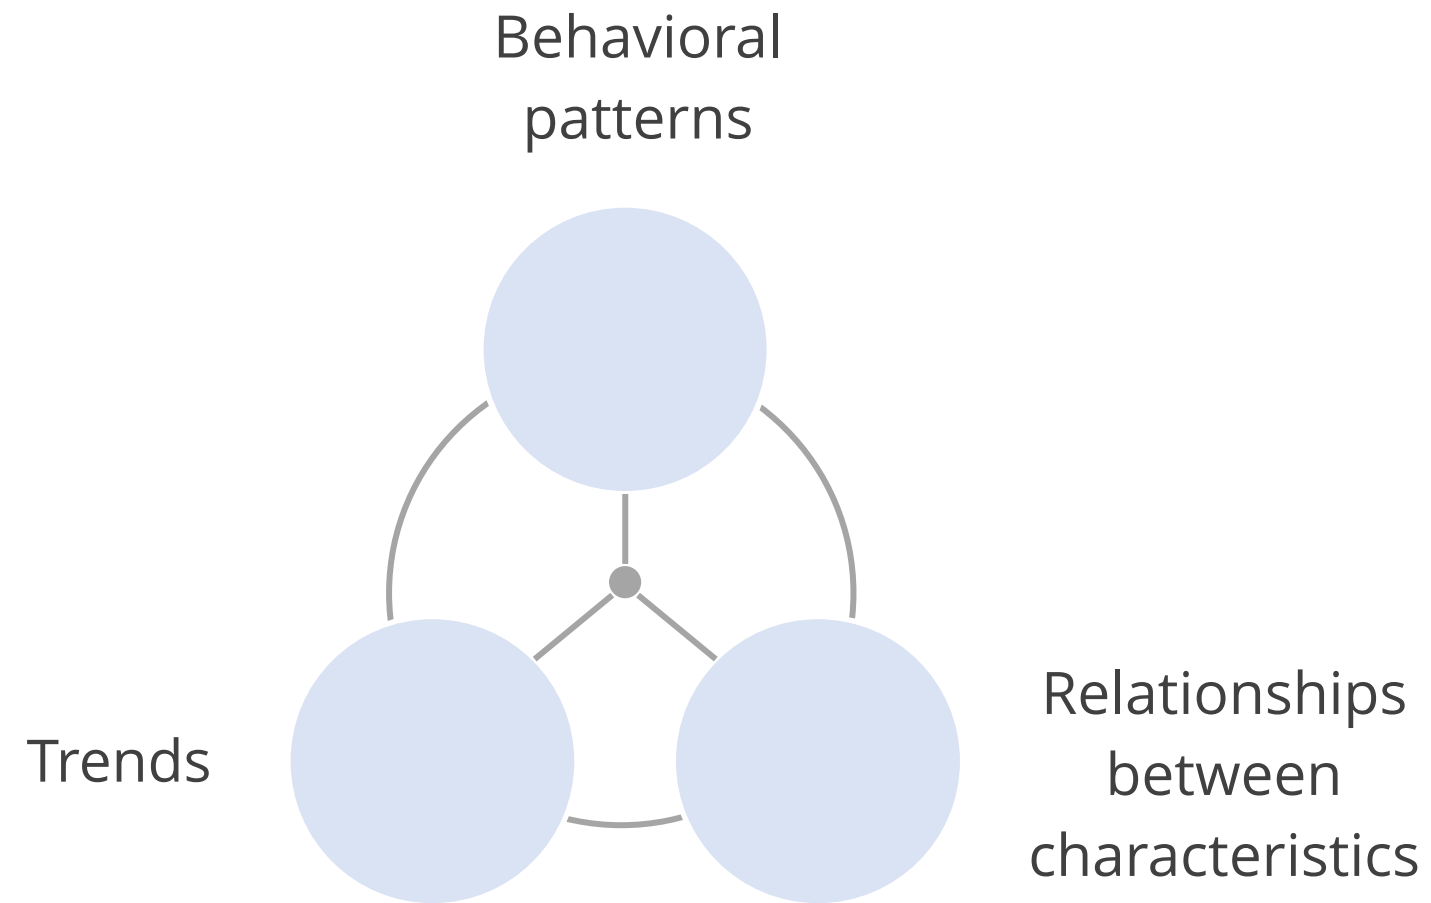 Behavioral
patterns
Trends
Relationships
between
characteristics